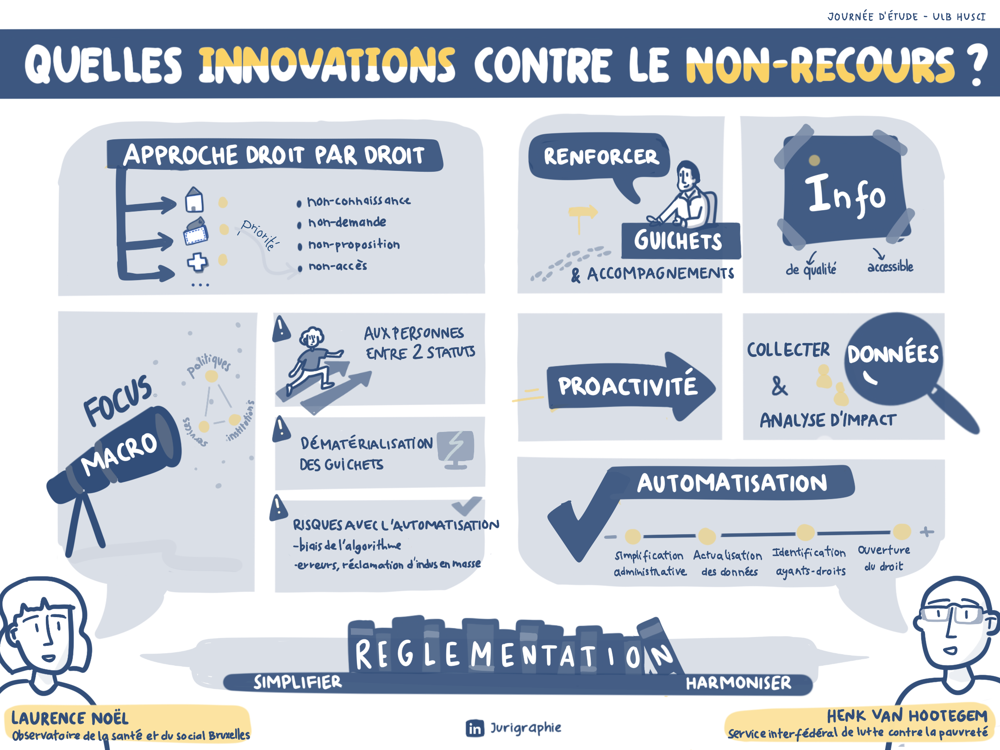 JOURNÉE D'ÉTUDE - ULB HUSCI
QUELLES INNOVATIONS CONTRE LE NON-RECOURS ?
APPROCHE DROIT PAR DROIT
priorité
non-connaissance
non-demande
non-proposition
non-accès
...
RENFORCER
GUICHETS
& ACCOMPAGNEMENTS
Info
de qualité
accessible
FOCUS
MACRO
politiques
services
institutions
! AUX PERSONNES
ENTRE 2 STATUTS
! DÉMATÉRIALISATION
DES GUICHETS
! RISQUES AVEC L'AUTOMATISATION
-biais de l'algorithme
-erreurs, réclamation d'indus en masse
PROACTIVITÉ
COLLECTER
&
ANALYSE D'IMPACT
DONNÉES
AUTOMATISATION
- +
Simplification
administrative
Actualisation
des données
Identification
ayants-droits
Ouverture
du droit
REGLEMENTATION
SIMPLIFIER
HARMONISER
LAURENCE NOËL
Observatoire de la santé et du social Bruxelles
in Jurigraphie
HENK VAN HOOTEGEM
Service interfédéral de lutte contre la pauvreté